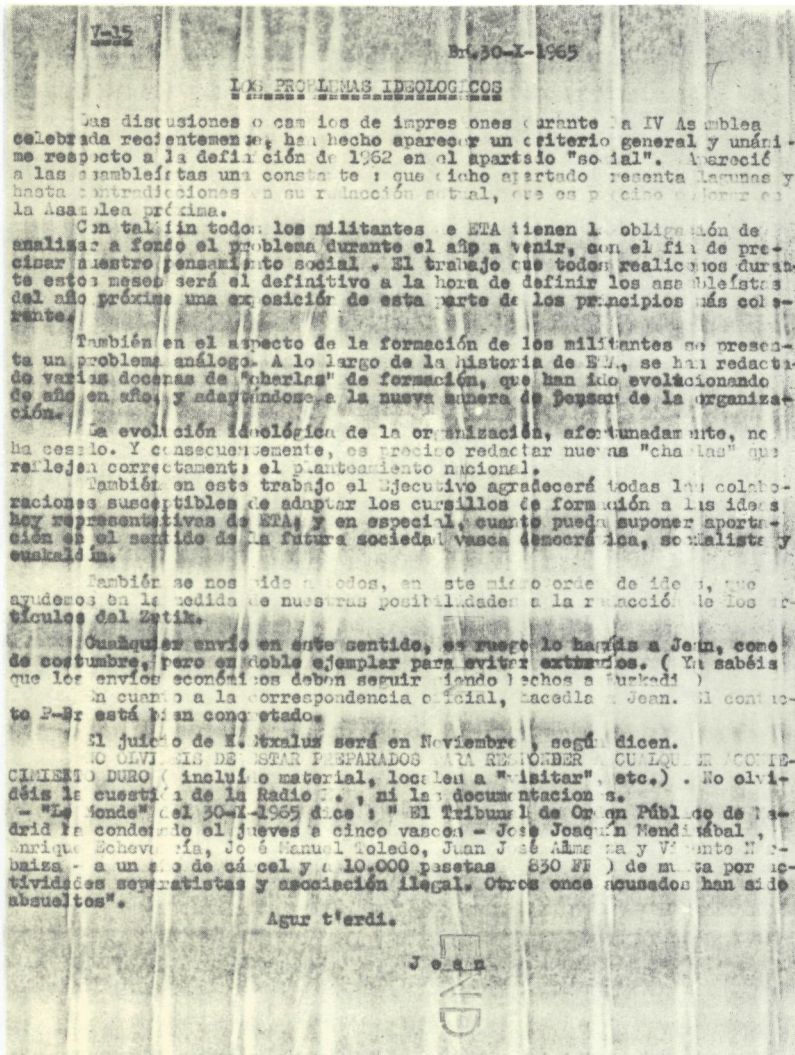 V-15
Br.30-X-1965
LOS PROBLEMAS IDEOLOGICOS
Las discusiones o cambios de impresiones durante la IV Asamblea
celebrada recientemente, han hecho aparecer un criterio general y unáni-
me respecto a la definición de 1962 en el apartado "social". Apareció
a las asambleístas una constante : que dicho apartado presenta lagunas y
hasta contradicciones en su redacción actual, que es preciso en
la Asamblea próxima.
Con tal fin todos los militantes de ETA tienen la obligación de
analizar a fondo el problema durante el año a venir, con el fin de pre-
cisar nuestro pensamiento social . El trabajo que todos realicemos duran-
te estos meses será el definitivo a la hora de definir los asambleístas
del año próximo una exposición de esta parte de los principios más cohe-
rente.
También en el aspecto de la formación de los militantes se presen-
ta un problema análogo. A lo largo de la historia de ETA, se han redacta-
do varias docenas de "charlas" de formación, que han ido evolucionando
de año en año, y adaptándose a la nueva manera de pensar de la organiza-
ción.
La evolución ideológica de la organización, afortunadamente, no
ha cesado. Y consecuentemente, es preciso redactar nuevas "charlas" que
reflejen correctamente el planteamiento nacional.
También en este trabajo el Ejecutivo agradecerá todas las colabo-
raciones susceptibles de adaptar los cursillos de formación a las ideas
hoy representativas de ETA, y en especial, cuanto pueda suponer aporta-
ción en el sentido de la futura sociedad vasca democrática, socialista y
euskaldún.
También se nos pide a todos, en este mismo orden de ideas, que
ayudemos en la medida de nuestras posibilidades a la redacción de los ar-
tículos del Zutik.
Cualquier envío en este sentido, os ruego lo hagáis a Jean, como
de costumbre, pero en doble ejemplar para evitar extravíos. ( Ya sabéis
que los envíos económicos deben seguir siendo hechos a Euzkadi )
En cuanto a la correspondencia oficial, hacedla a Jean. El contac-
to P-Br está bien concretado.
El juicio de X. Itxalus será en Noviembre , según dicen.
NO OLVIDEIS DE ESTAR PREPARADOS PARA RESPONDER A CUALQUIER ACONTE-
CIMIENTO DURO ( incluído material, locales a "visitar", etc.) . No olvi-
déis la cuestión de la Radio , ni las documentaciones.
- "Le Monde" del 30-X-1965 dice : " El Tribunal de Orden Público de Ma-
drid ha condenado el jueves a cinco vascos - José Joaquín Mendizábal ,
Enrique Echevarría, José Manuel Toledo, Juan José Almarza y Vicente
- a un año de cárcel y a 10.000 pesetas ( 830 FF ) de multa por ac-
tividades separatistas y asociación ilegal. Otros once acusados han sido
absueltos".
Agur t'erdi.
Jean
END